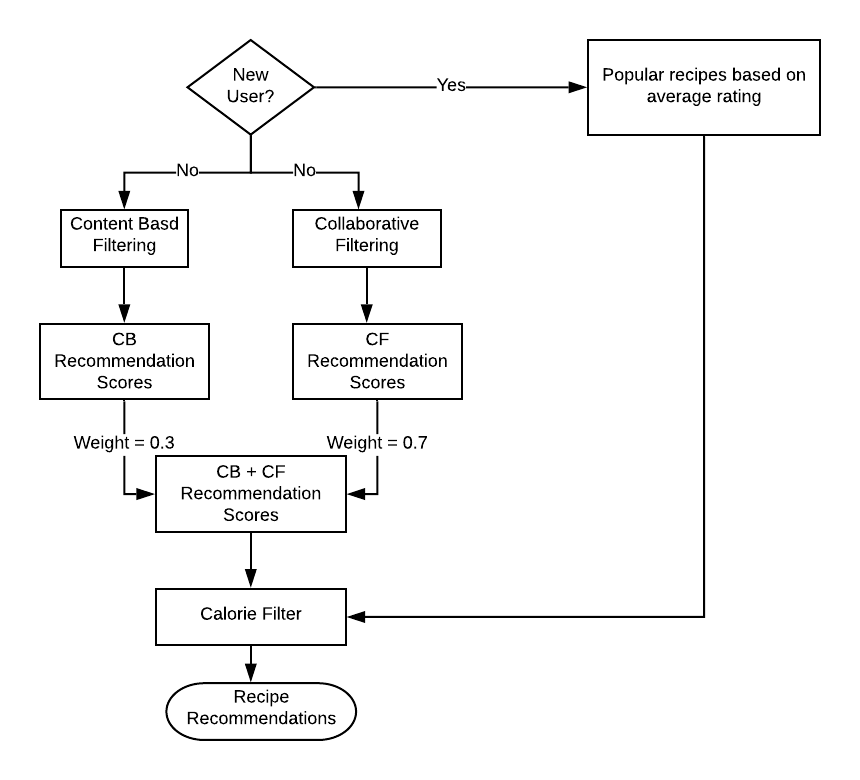 New
User?
Yes
Popular recipes based on
average rating
No
No
Content Basd
Filtering
Collaborative
Filtering
CB
Recommendation
Scores
CF
Recommendation
Scores
Weight = 0.3
Weight = 0.7
CB + CF
Recommendation
Scores
Calorie Filter
Recipe
Recommendations